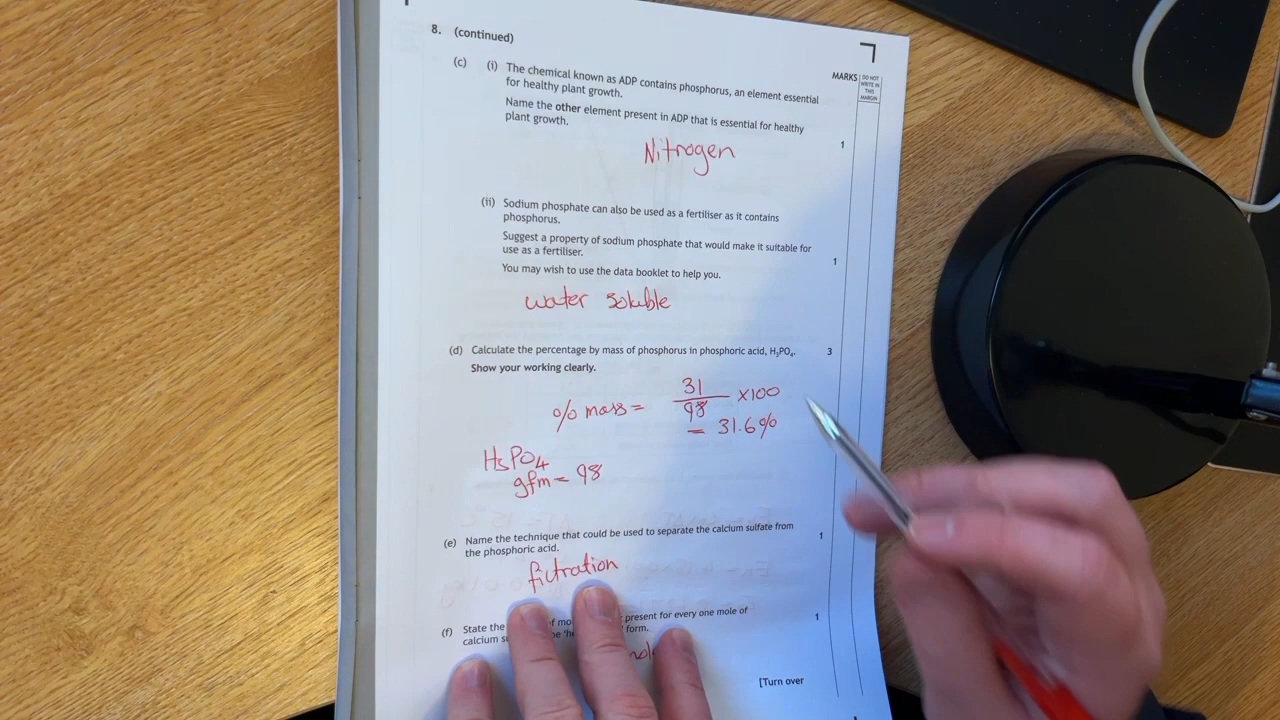 8. (continued)
MARKS
DO NOT
WRITE IN
THIS
MARGIN
(c) (i) The chemical known as ADP contains phosphorus, an element essential
for healthy plant growth.
Name the other element present in ADP that is essential for healthy
plant growth.
1
Nitrogen
(ii) Sodium phosphate can also be used as a fertiliser as it contains
phosphorus.
Suggest a property of sodium phosphate that would make it suitable for
use as a fertiliser.
1
You may wish to use the data booklet to help you.
water soluble
(d) Calculate the percentage by mass of phosphorus in phosphoric acid, H₃PO₄.
3
Show your working clearly.
% mass = 31/98 x100
= 31.6%
H₃PO₄
gfm = 98
(e) Name the technique that could be used to separate the calcium sulfate from
the phosphoric acid.
1
filtration
(f) State the of present for every one mole of
calcium form.
1
[Turn over